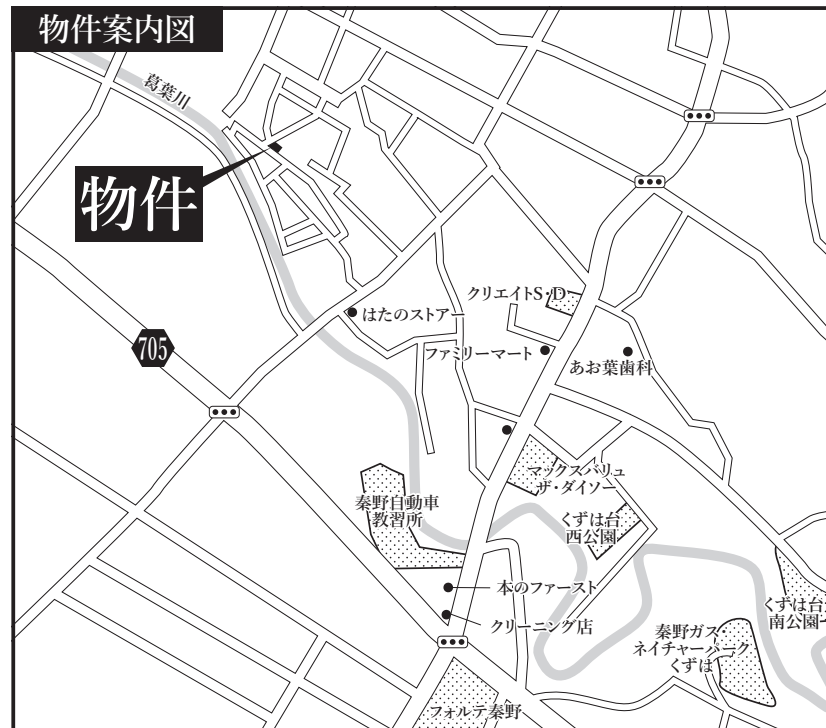 物件案内図
葛葉川
物件
クリエイトS・D
はたのストアー
705
ファミリーマート
あお葉歯科
マックスバリュ
ザ・ダイソー
秦野自動車
教習所
くずは台
西公園
本のファースト
くずは台
南公園
クリーニング店
秦野ガス・
ネイチャーパーク
くずは
フォルテ秦野